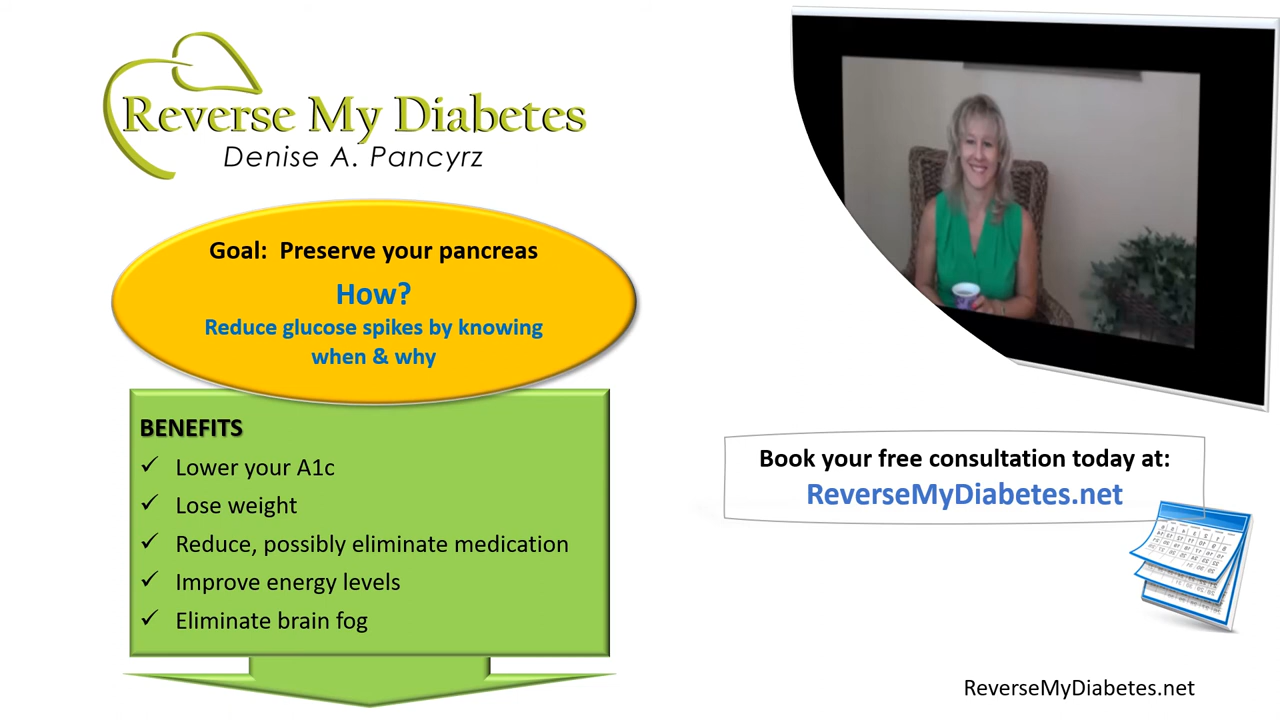 Reverse My Diabetes
Denise A. Pancyrz
Goal: Preserve your pancreas
How?
Reduce glucose spikes by knowing
when & why
BENEFITS
✓ Lower your A1c
✓ Lose weight
✓ Reduce, possibly eliminate medication
✓ Improve energy levels
✓ Eliminate brain fog
Book your free consultation today at:
ReverseMyDiabetes.net
ReverseMyDiabetes.net